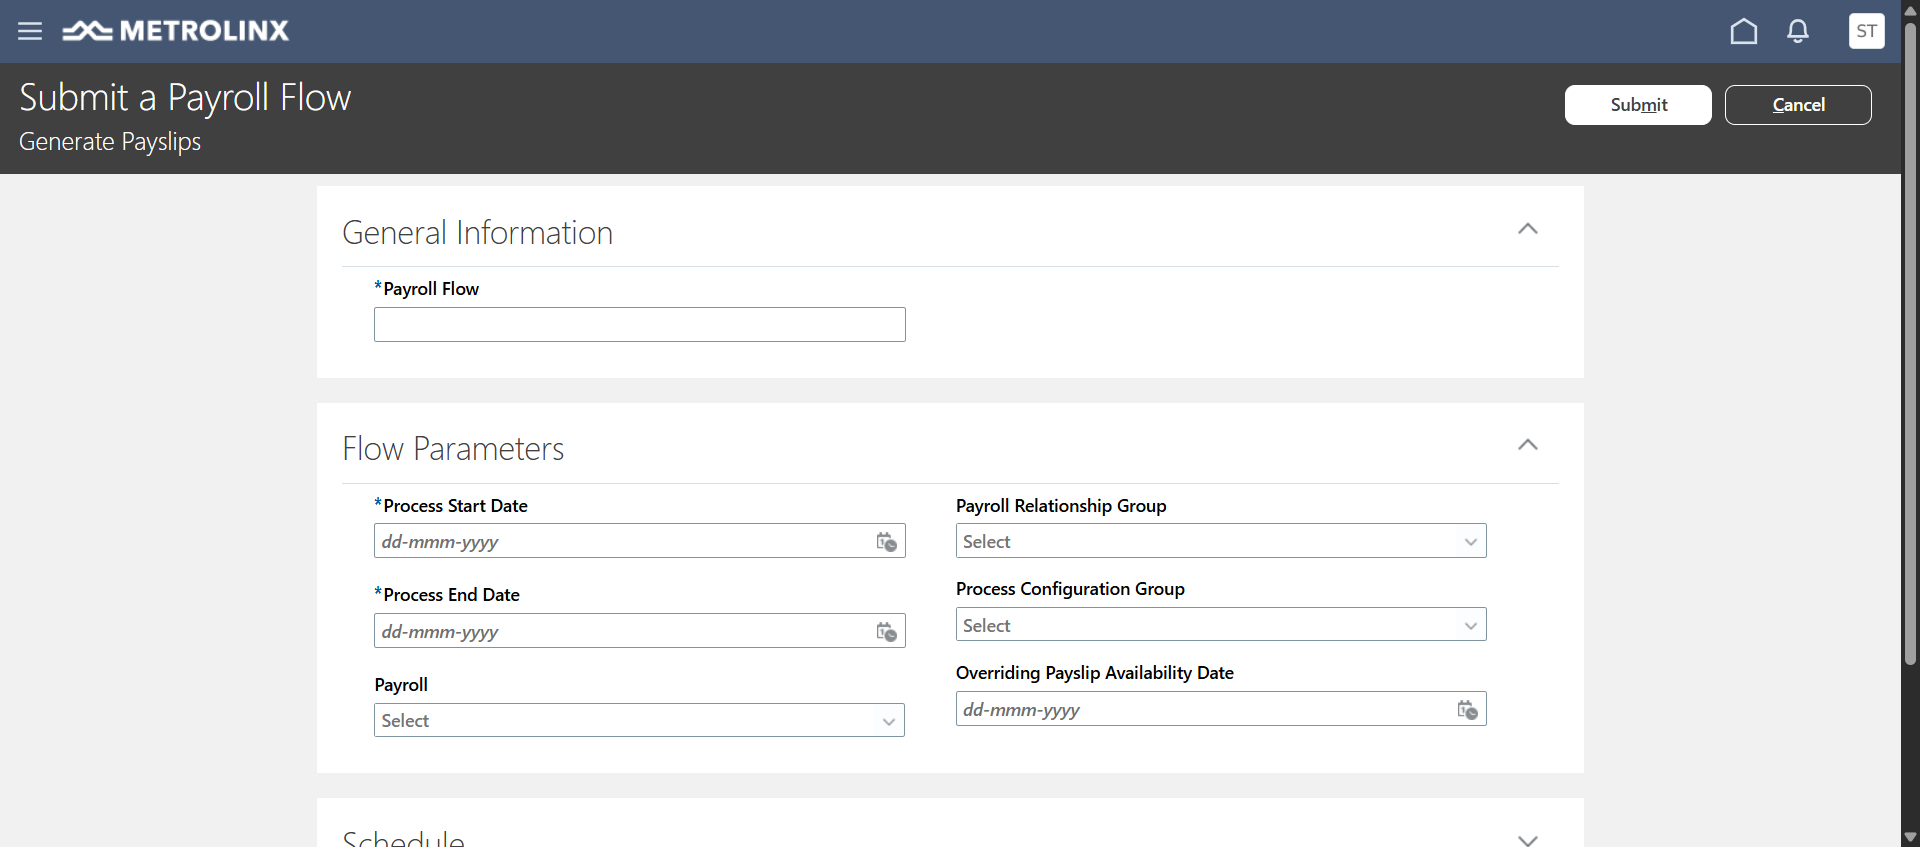 METROLINX
ST
Submit a Payroll Flow
Generate Payslips
Submit
Cancel
General Information
*Payroll Flow
Flow Parameters
*Process Start Date
dd-mmm-yyyy
*Process End Date
dd-mmm-yyyy
Payroll
Select
Payroll Relationship Group
Select
Process Configuration Group
Select
Overriding Payslip Availability Date
dd-mmm-yyyy
Schedule